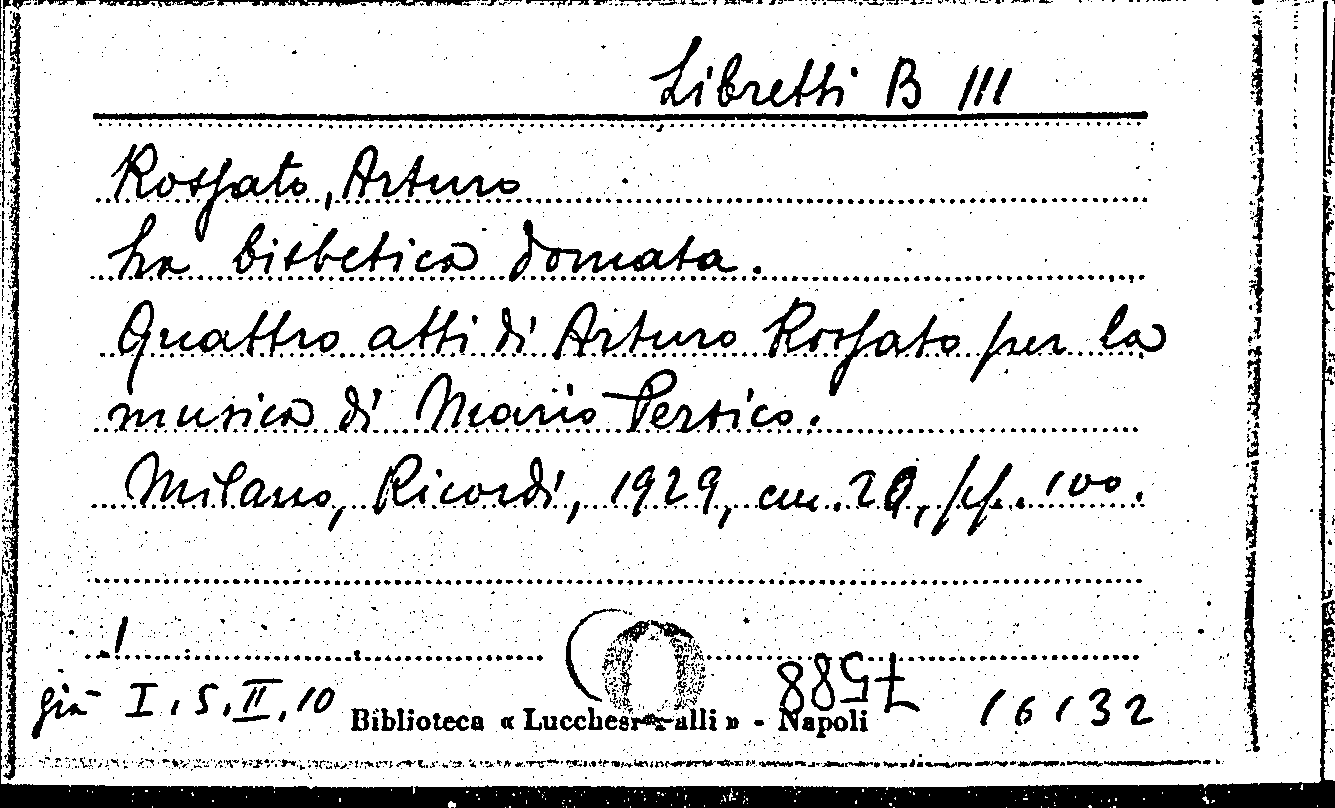 Libretti B III
Rossato, Arturo
La bisbetica domata.
Quattro atti di Arturo Rossato per la
musica di Mario Persico.
Milano, Ricordi, 1929, cm. 20, pp. 100.
già I.5.II.10
Biblioteca « Lucchesi-Palli » - Napoli
7588
16132